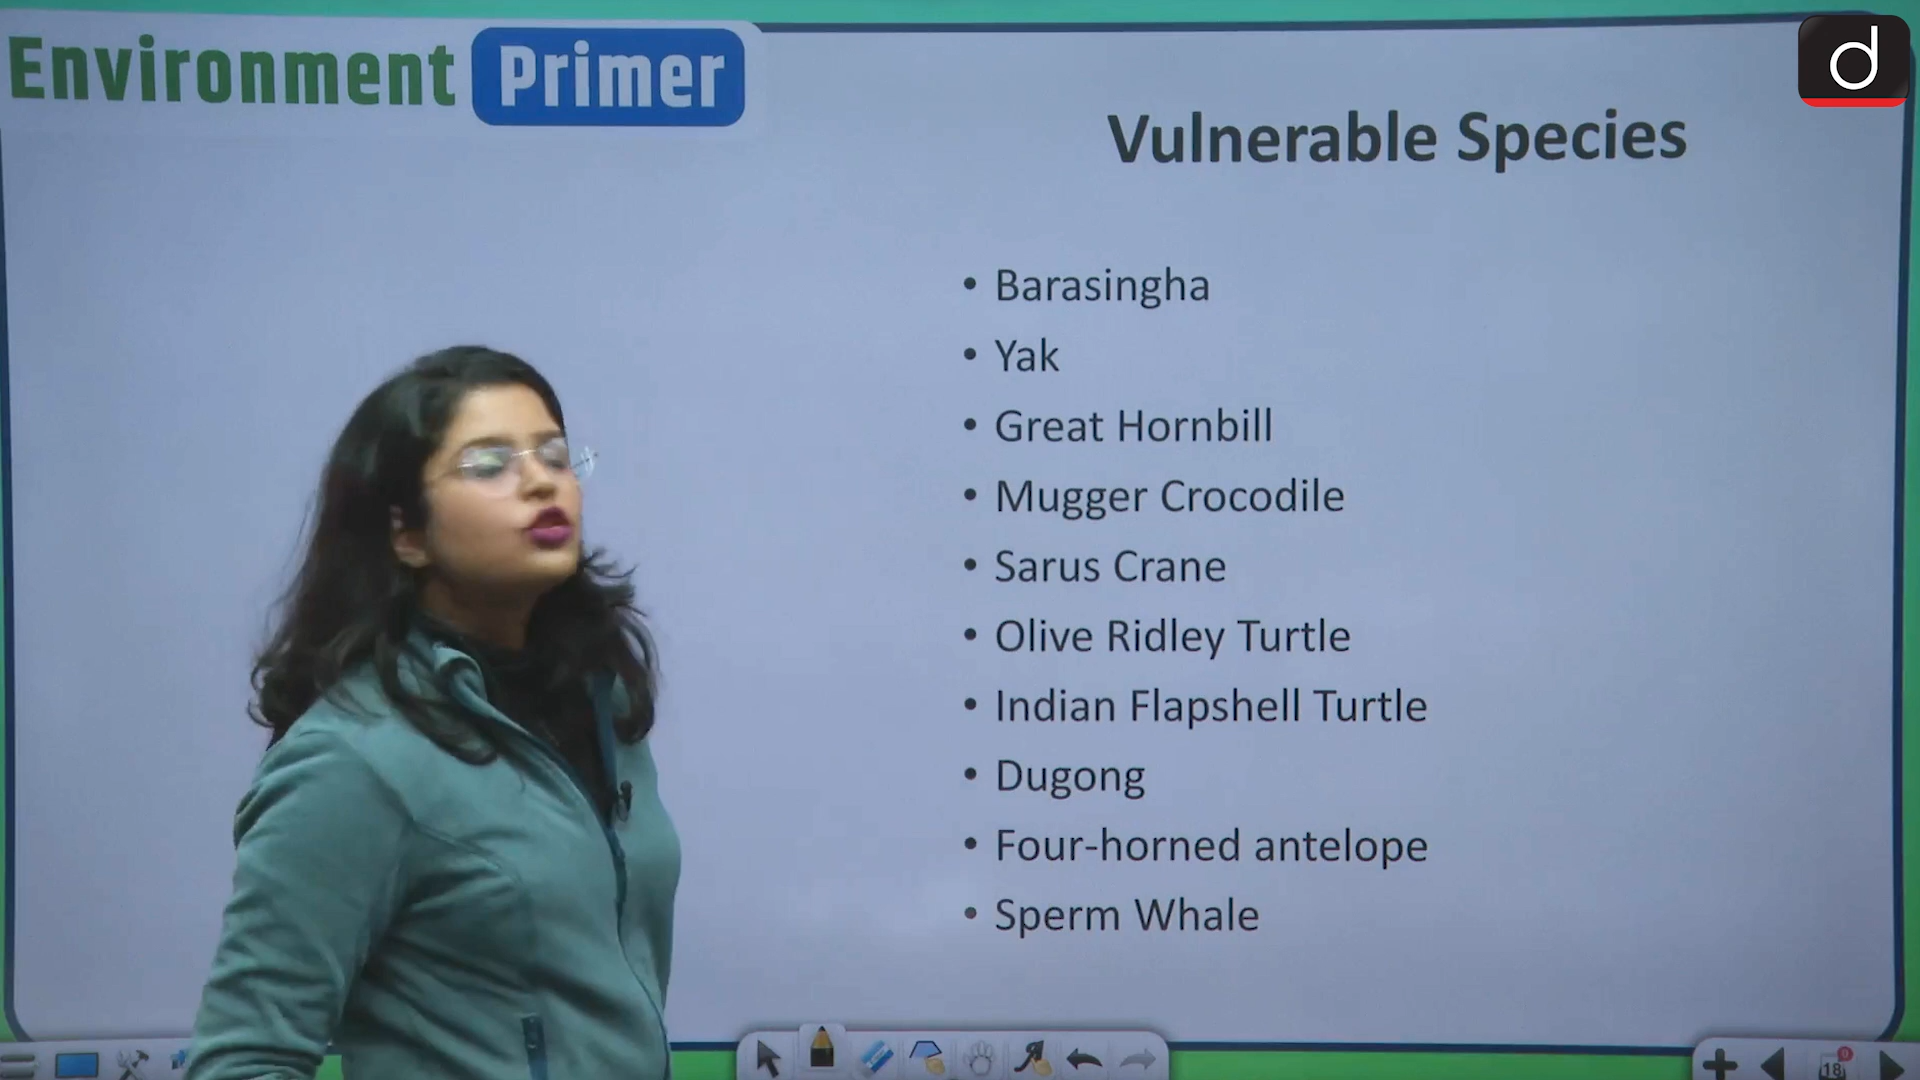 Environment Primer
d
Vulnerable Species
• Barasingha
• Yak
• Great Hornbill
• Mugger Crocodile
• Sarus Crane
• Olive Ridley Turtle
• Indian Flapshell Turtle
• Dugong
• Four-horned antelope
• Sperm Whale
18